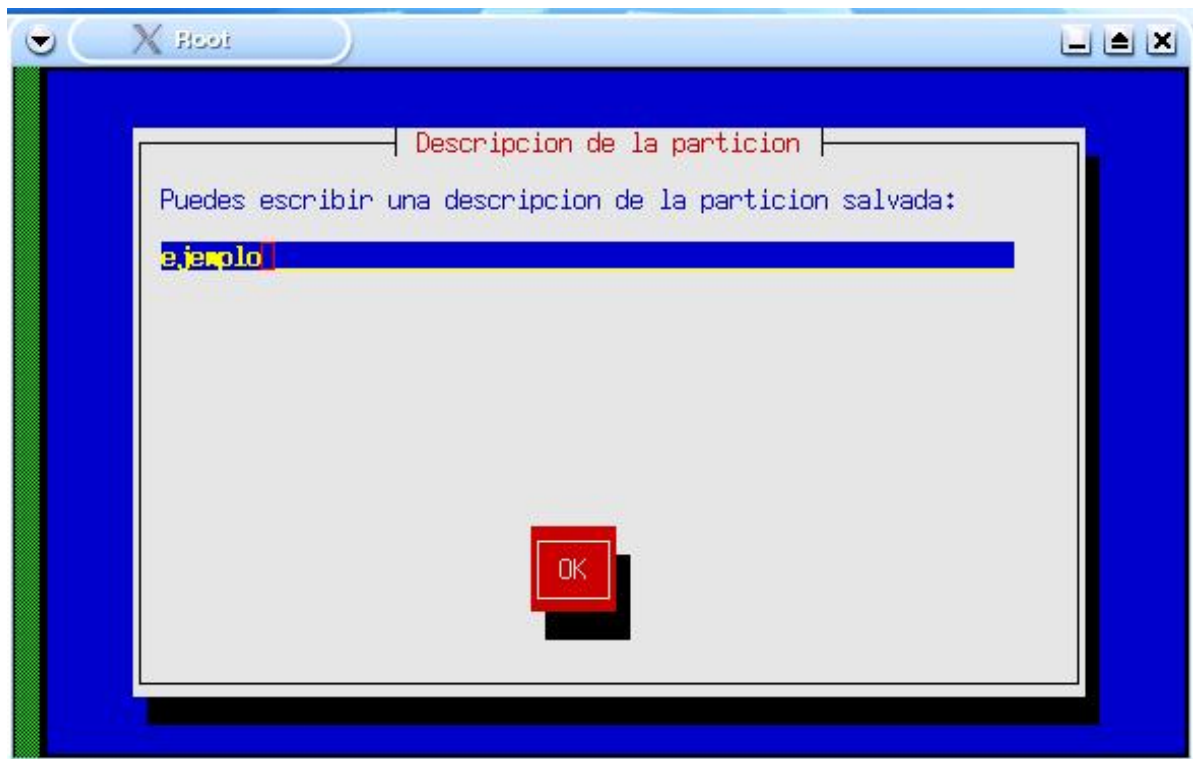 Root
Descripcion de la particion
Puedes escribir una descripcion de la particion salvada:
ejemplo
OK